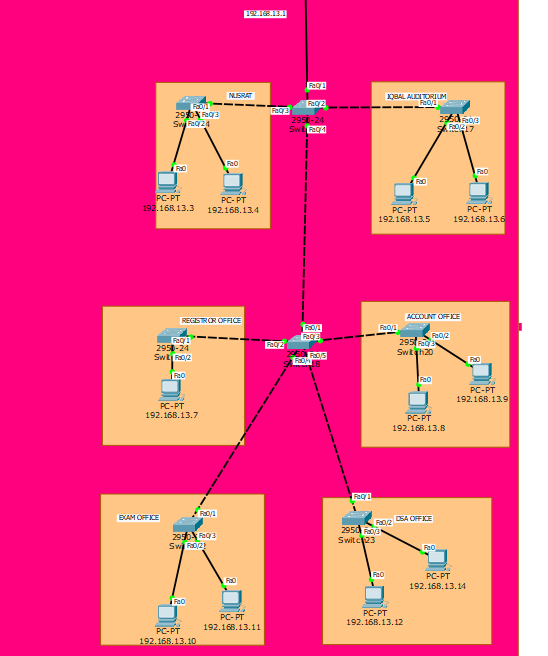 192.168.13.1
Fa0/1
NUSRAT
Fa0/3
Fa0/2
Fa0/4
Fa0/1
Fa0/3
Fa0/2
Fa0
Fa0
PC-PT
192.168.13.3
PC-PT
192.168.13.4
IQBAL AUDITORIUM
Fa0/1
Fa0/3
Fa0/2
Fa0
Fa0
PC-PT
192.168.13.5
PC-PT
192.168.13.6
2950-24
REGISTROR OFFICE
Fa0/1
2950-24
Fa0/2
Fa0
PC-PT
192.168.13.7
Fa0/1
Fa0/3
Fa0/2
Fa0/5
ACCOUNT OFFICE
Fa0/1
Fa0/2
Fa0/3
Switch20
Fa0
Fa0
PC-PT
192.168.13.9
PC-PT
192.168.13.8
EXAM OFFICE
Fa0/1
Fa0/3
Fa0/2
Fa0
Fa0
PC-PT
192.168.13.10
PC-PT
192.168.13.11
Fa0/1
DSA OFFICE
Fa0/2
Fa0/3
Switch23
Fa0
Fa0
PC-PT
192.168.13.14
PC-PT
192.168.13.12